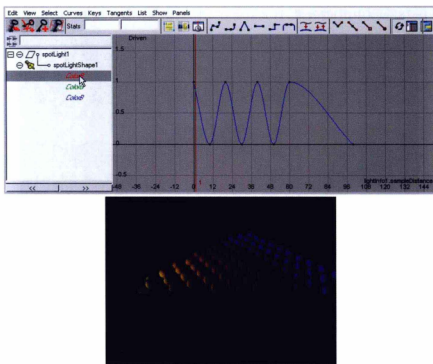 Edit View Select Curves Keys Tangents List Show Panels
Stats
Driven
spotLight1
spotLightShape1
ColorG
ColorB
1.5
1
0.5
0
-0.5
-48 -36 -24 -12 0 12 24 36 48 60 72 84 96 108 120 132 144
1
lightInfo1.sampleDistance
<< >>